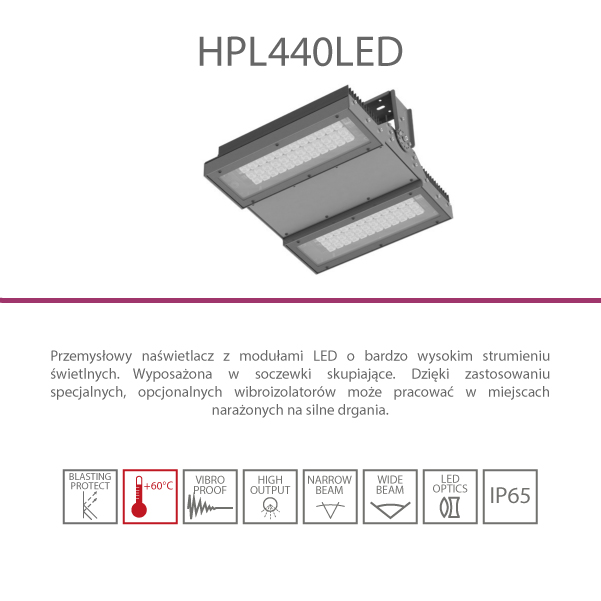 HPL440LED
Przemysłowy naświetlacz z modułami LED o bardzo wysokim strumieniu
świetlnych. Wyposażona w soczewki skupiające. Dzięki zastosowaniu
specjalnych, opcjonalnych wibroizolatorów może pracować w miejscach
narażonych na silne drgania.
BLASTING
PROTECT
+60°C
VIBRO
PROOF
HIGH
OUTPUT
NARROW
BEAM
WIDE
BEAM
LED
OPTICS
IP65